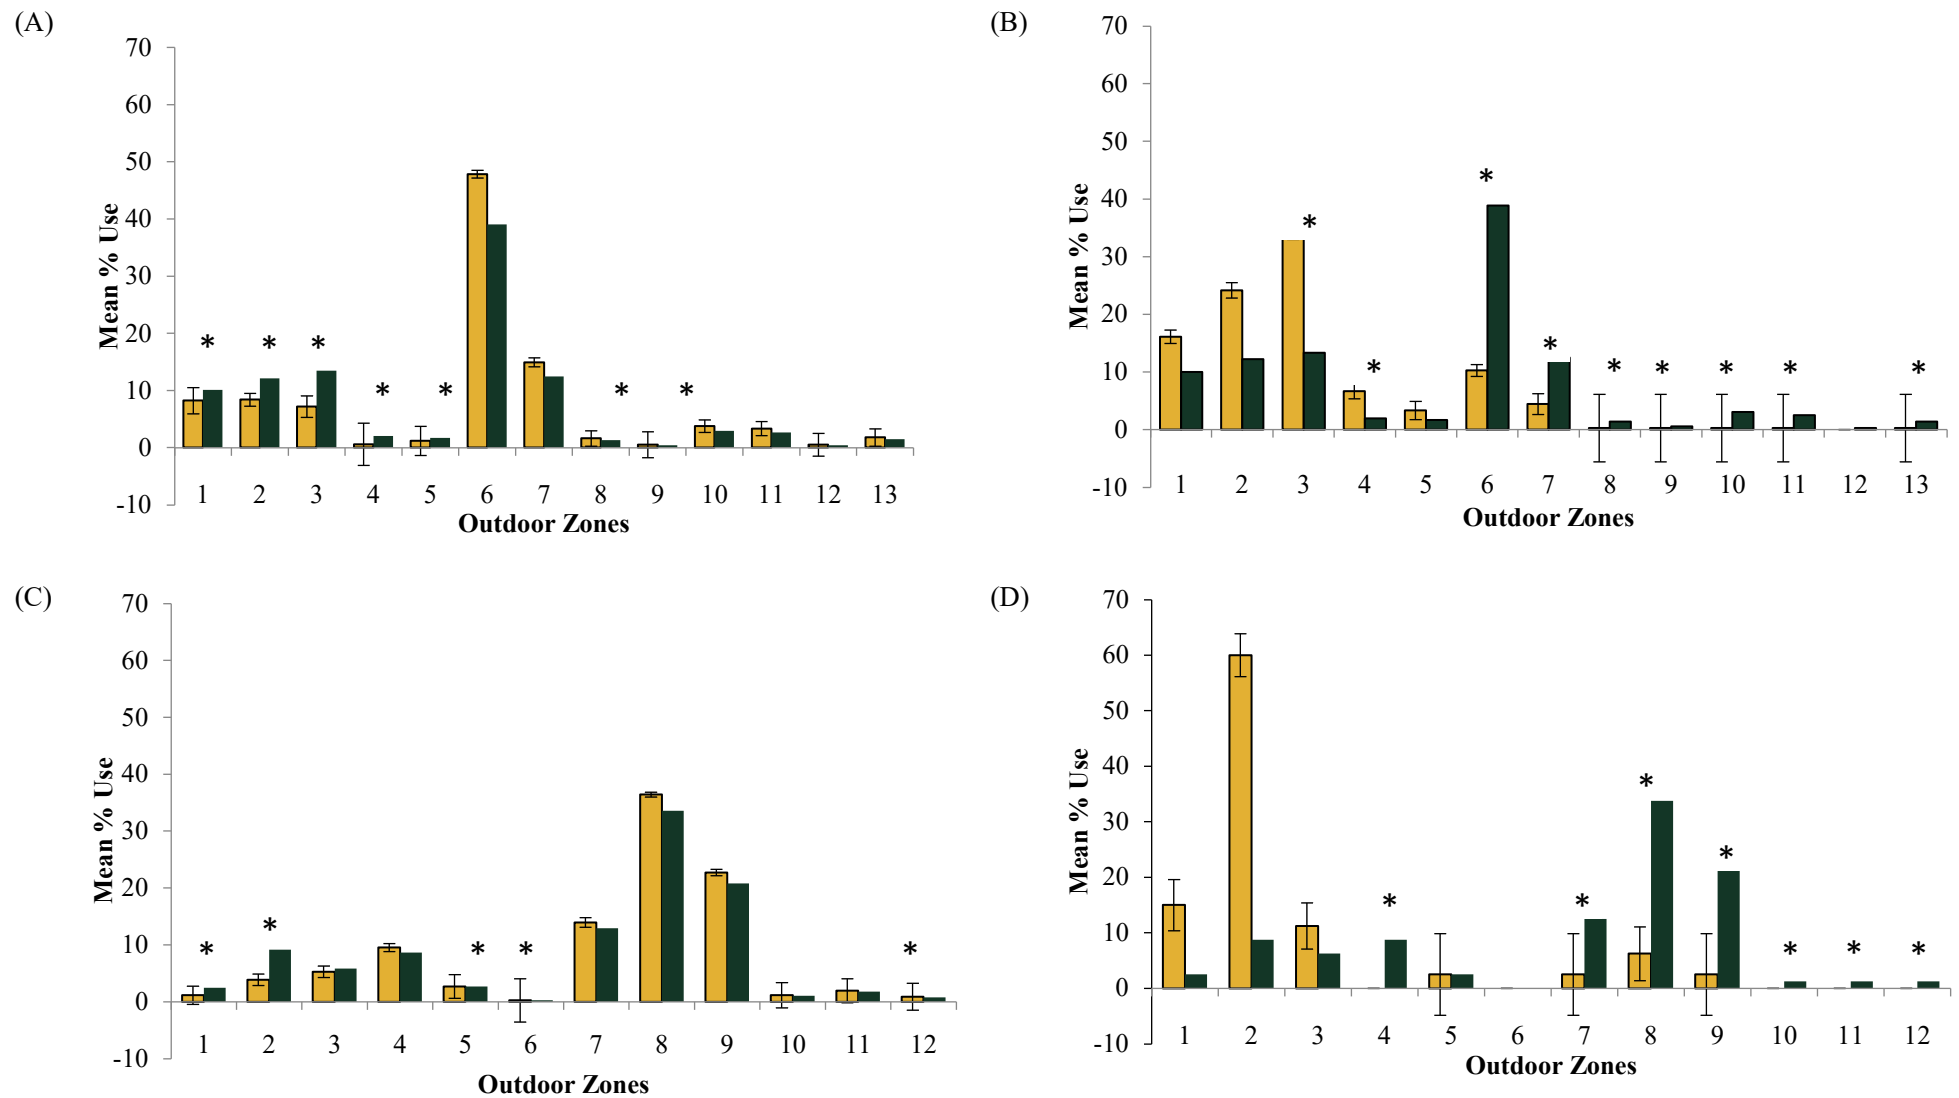 (A)
70
60
50
40
30
20
10
0
-10
Mean % Use
* * * * * * *
1 2 3 4 5 6 7 8 9 10 11 12 13
Outdoor Zones
(B)
70
60
50
40
30
20
10
0
-10
Mean % Use
* * * * * * * * *
1 2 3 4 5 6 7 8 9 10 11 12 13
Outdoor Zones
(C)
70
60
50
40
30
20
10
0
-10
Mean % Use
* * * * *
1 2 3 4 5 6 7 8 9 10 11 12
Outdoor Zones
(D)
70
60
50
40
30
20
10
0
-10
Mean % Use
* * * * * * *
1 2 3 4 5 6 7 8 9 10 11 12
Outdoor Zones